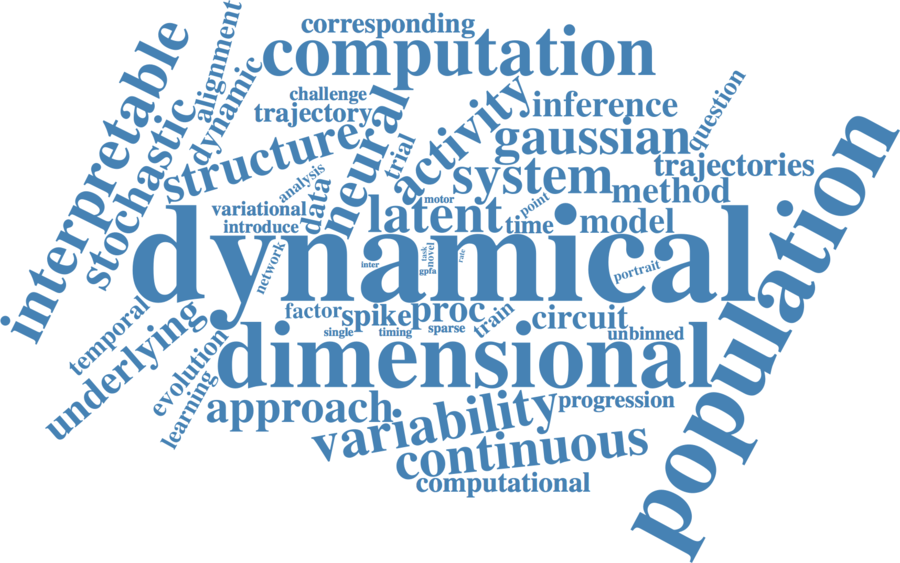 corresponding
computation
interpretable
alignment
stochastic
dynamic
challenge
trajectory
neural
activity
inference
question
gaussian
structure
trial
trajectories
system
method
analysis
data
variational
introduce
motor
latent
point
time
model
population
dynamical
network
inter
task
novel
gpfa
rate
portrait
temporal
underlying
factor
spike
proc
train
circuit
single
timing
sparse
unbinned
dimensional
evolution
learning
approach
variability
progression
continuous
computational